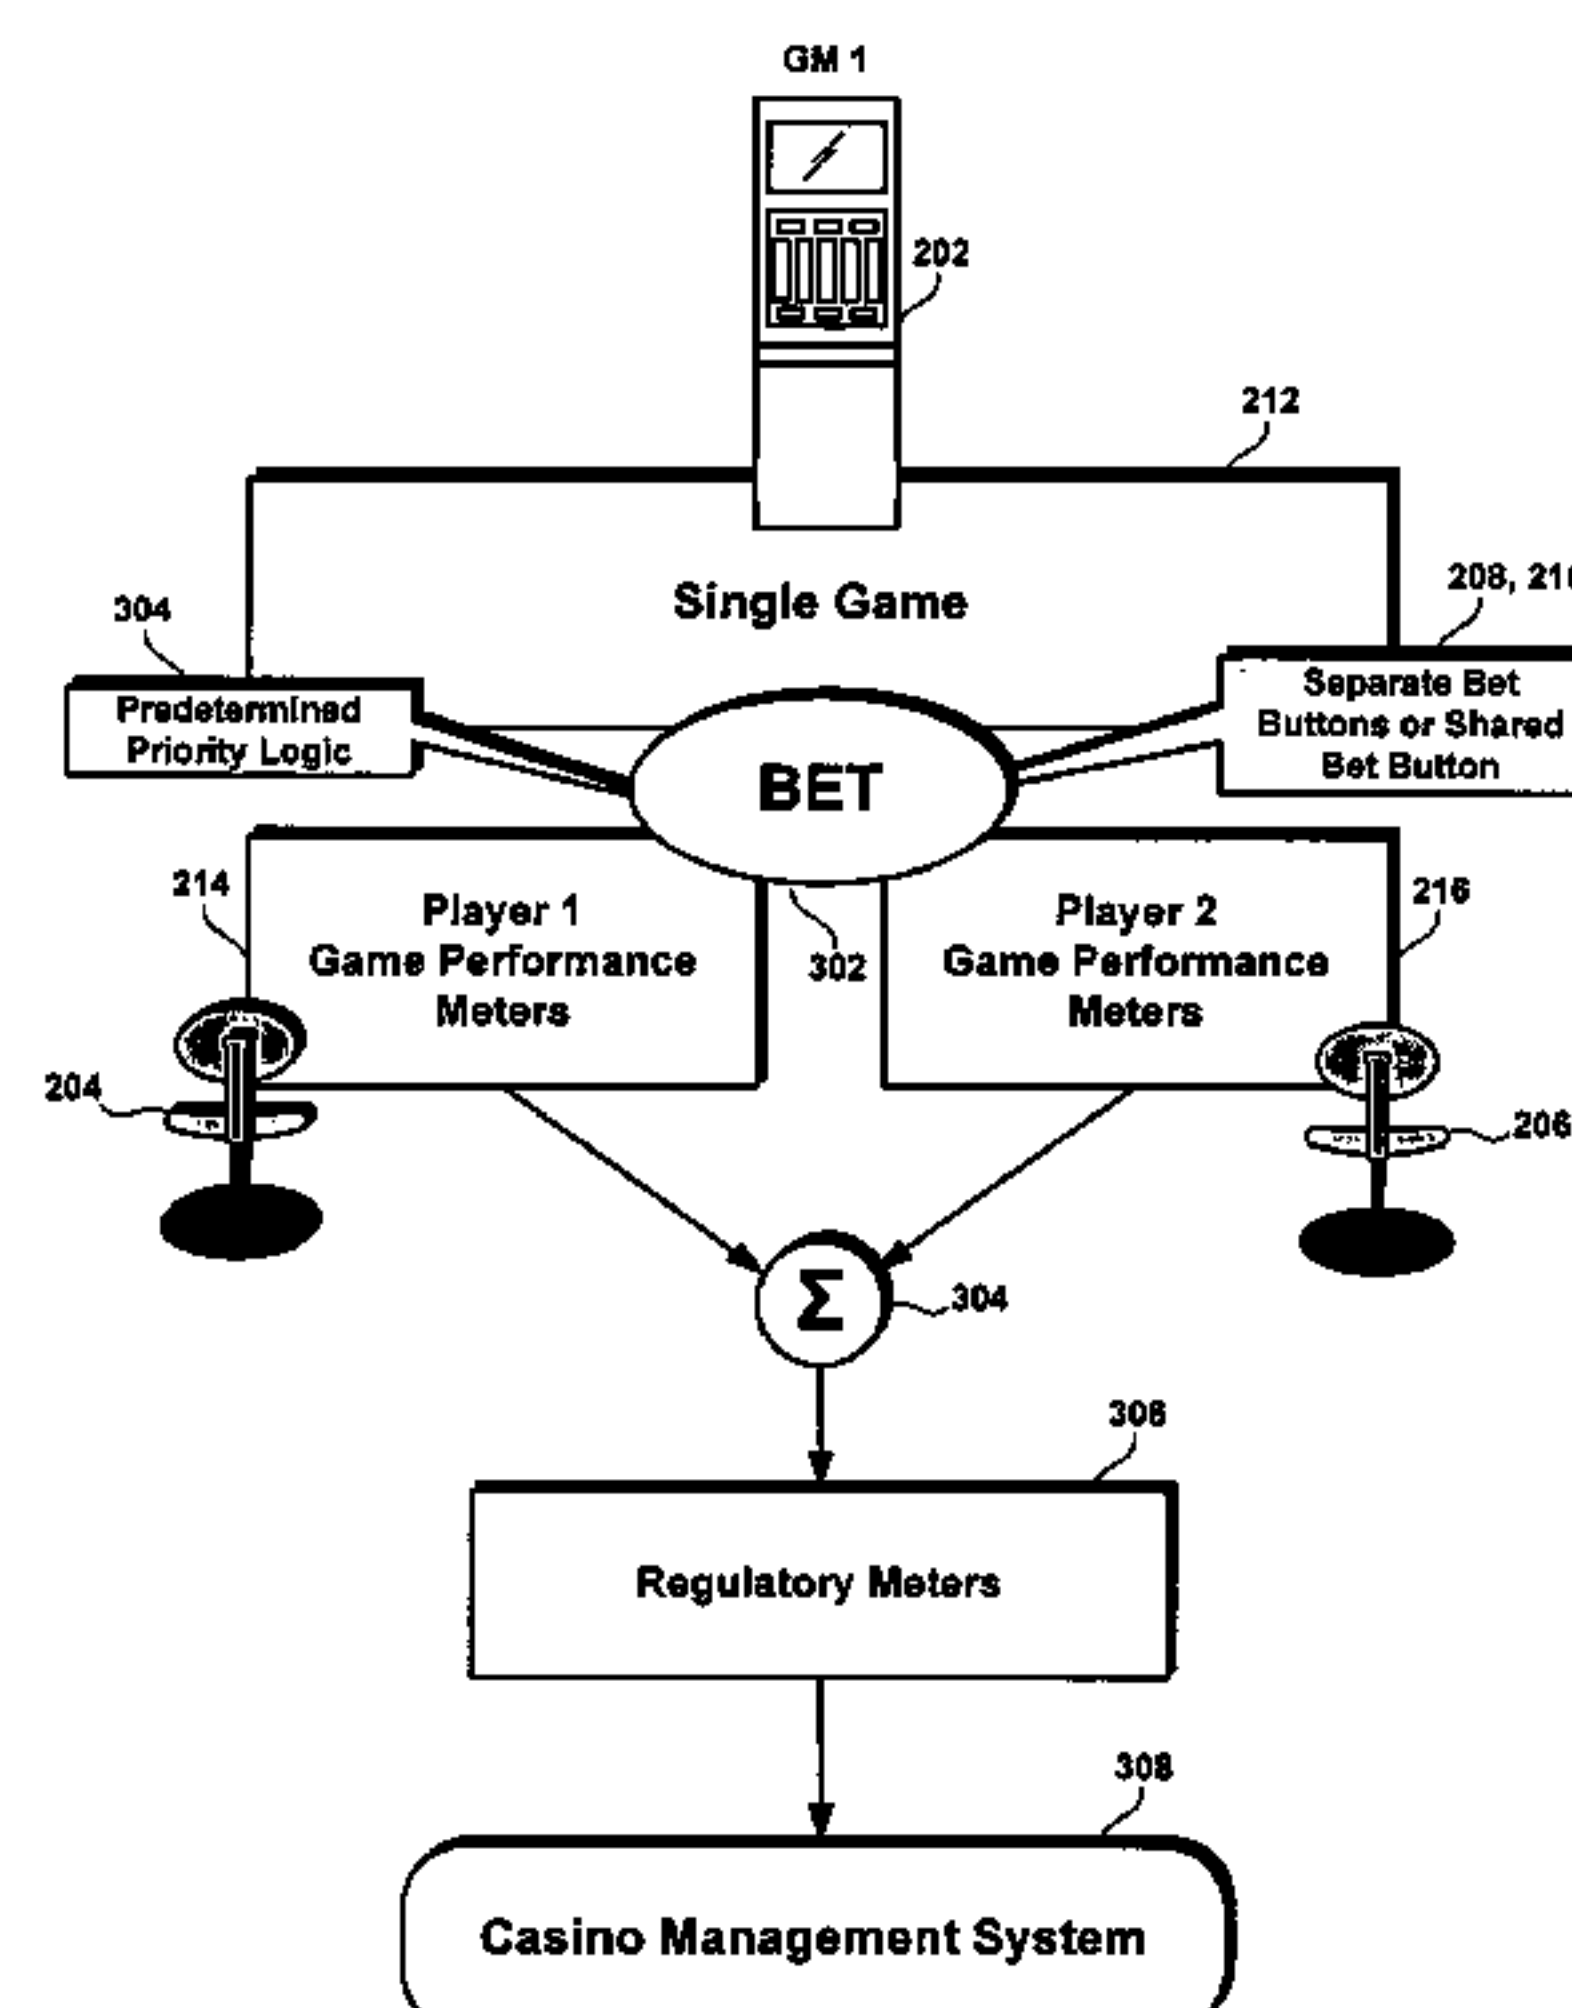 GM 1
202
212
208, 21
304
Single Game
Predetermined
Priority Logic
Separate Bet
Buttons or Shared
Bet Button
BET
214
216
Player 1
Game Performance
Meters
302
Player 2
Game Performance
Meters
204
206
Σ
304
306
Regulatory Meters
308
Casino Management System